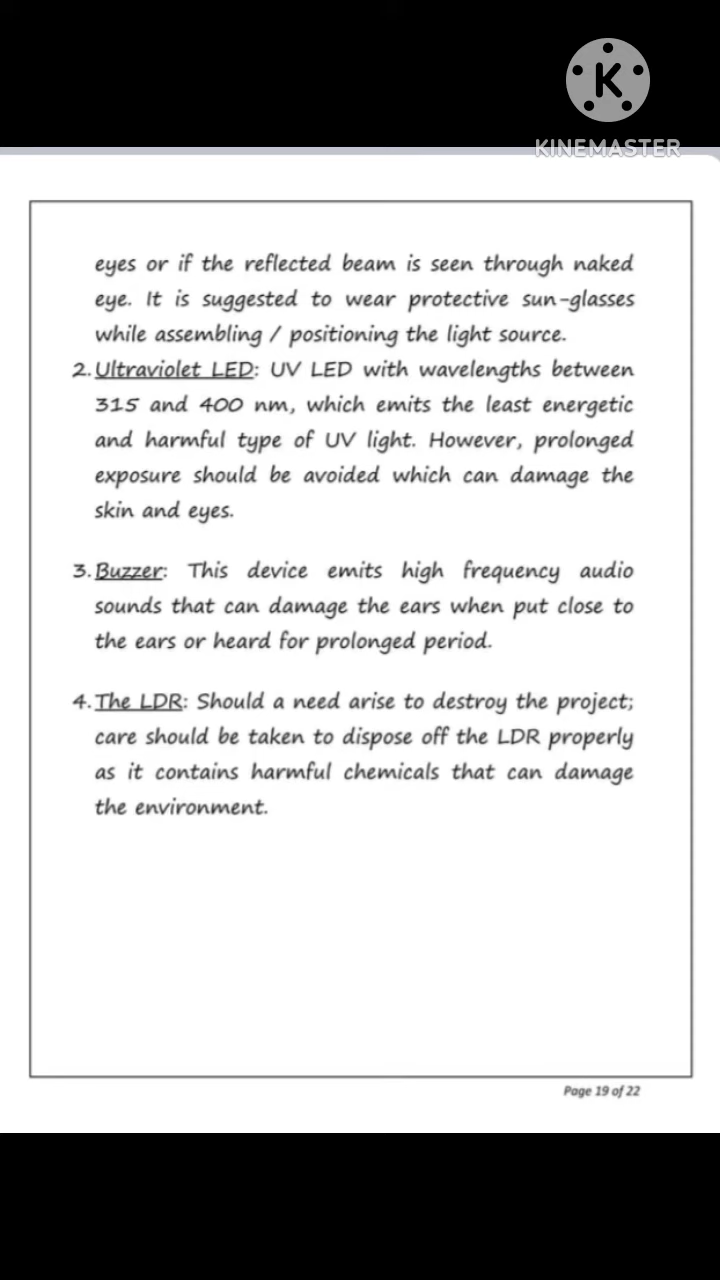 K
KINEMASTER
eyes or if the reflected beam is seen through naked
eye. It is suggested to wear protective sun-glasses
while assembling / positioning the light source.
2. Ultraviolet LED: UV LED with wavelengths between
315 and 400 nm, which emits the least energetic
and harmful type of UV light. However, prolonged
exposure should be avoided which can damage the
skin and eyes.
3. Buzzer: This device emits high frequency audio
sounds that can damage the ears when put close to
the ears or heard for prolonged period.
4. The LDR: Should a need arise to destroy the project;
care should be taken to dispose off the LDR properly
as it contains harmful chemicals that can damage
the environment.
Page 19 of 22